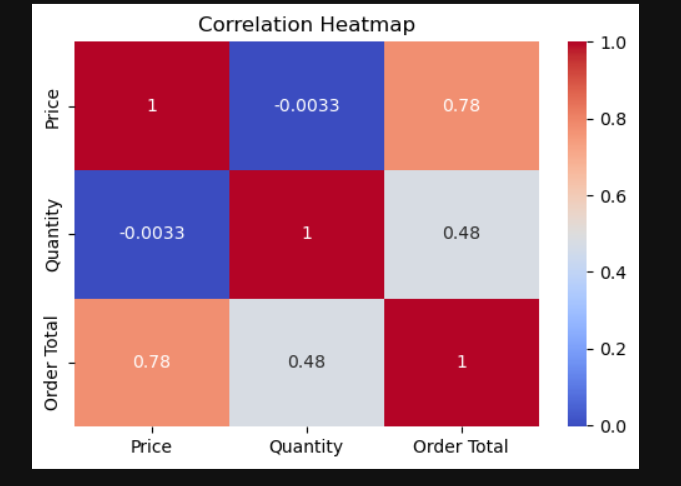 Correlation Heatmap
Price 1 -0.0033 0.78
Quantity -0.0033 1 0.48
Order Total 0.78 0.48 1
Price Quantity Order Total
1.0
0.8
0.6
0.4
0.2
0.0